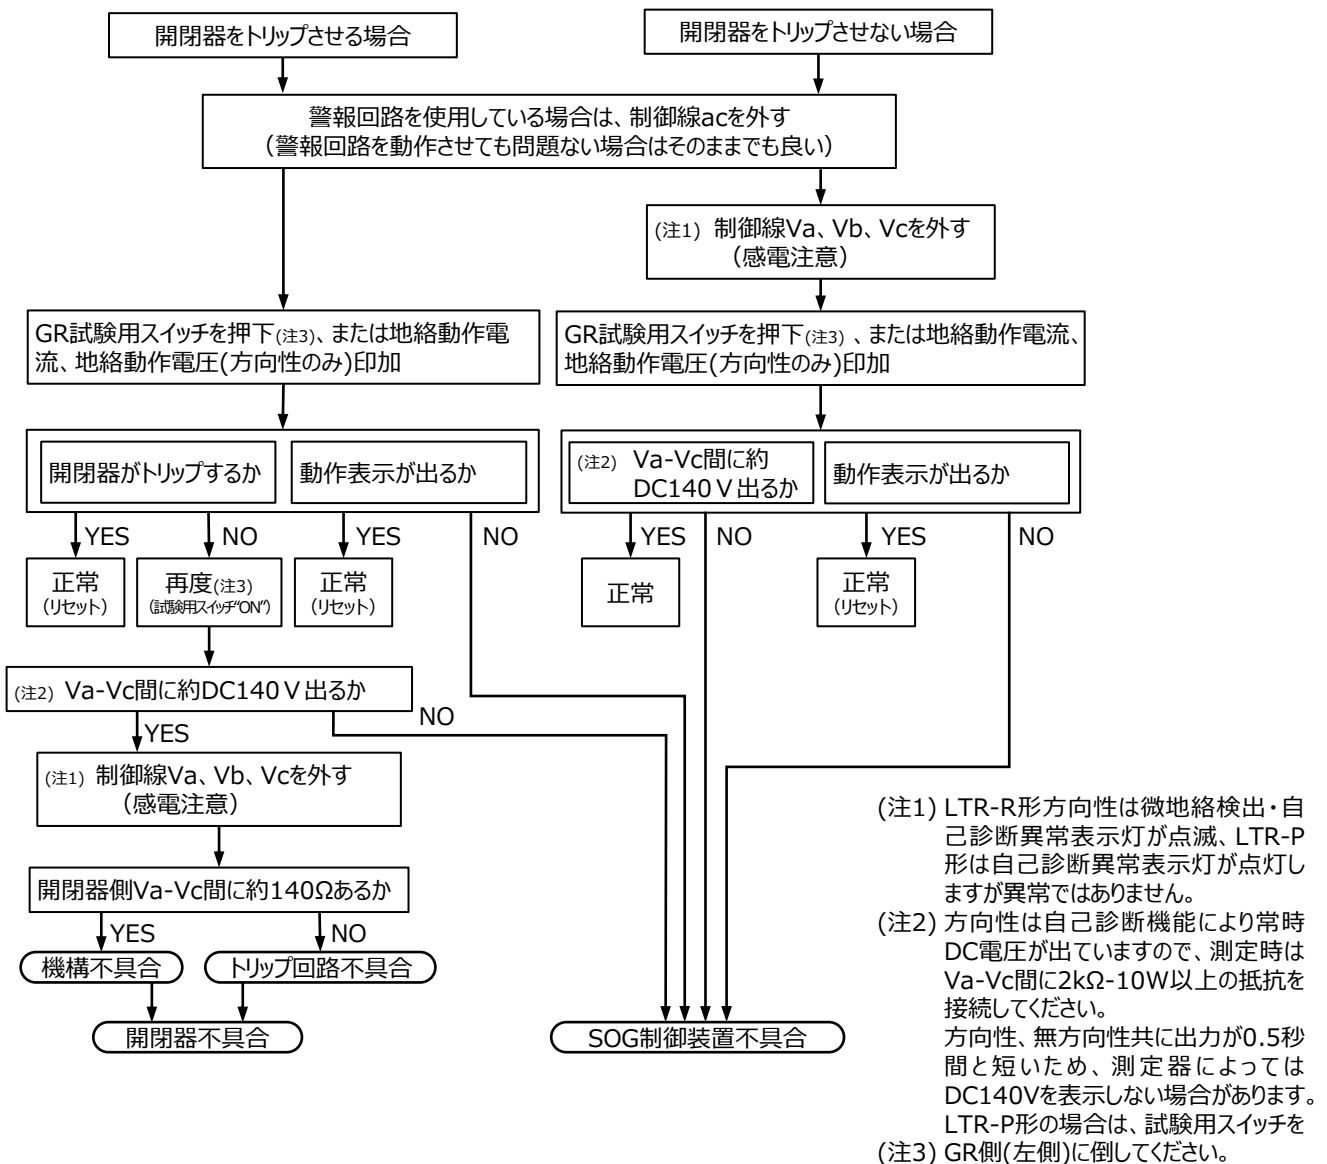 開閉器をトリップさせる場合
開閉器をトリップさせない場合
警報回路を使用している場合は、制御線acを外す
（警報回路を動作させても問題ない場合はそのままでも良い）
(注1) 制御線Va、Vb、Vcを外す
（感電注意）
GR試験用スイッチを押下(注3)、または地絡動作電
流、地絡動作電圧(方向性のみ)印加
GR試験用スイッチを押下(注3) 、または地絡動作電流、
地絡動作電圧(方向性のみ)印加
開閉器がトリップするか
動作表示が出るか
(注2) Va-Vc間に約
DC140 V 出るか
動作表示が出るか
YES
NO
YES
NO
YES
NO
YES
NO
正常
(リセット)
再度(注3)
(試験用スイッチ“ON”)
正常
(リセット)
正常
正常
(リセット)
(注2) Va-Vc間に約DC140 V 出るか
NO
YES
(注1) 制御線Va、Vb、Vcを外す
（感電注意）
開閉器側Va-Vc間に約140Ωあるか
YES
NO
機構不具合
トリップ回路不具合
開閉器不具合
SOG制御装置不具合
(注1) LTR-R形方向性は微地絡検出・自
己診断異常表示灯が点滅、LTR-P
形は自己診断異常表示灯が点灯し
ますが異常ではありません。
(注2) 方向性は自己診断機能により常時
DC電圧が出ていますので、測定時は
Va-Vc間に2kΩ-10W以上の抵抗を
接続してください。
方向性、無方向性共に出力が0.5秒
間と短いため、測定器によっては
DC140Vを表示しない場合があります。
LTR-P形の場合は、試験用スイッチを
(注3) GR側(左側)に倒してください。